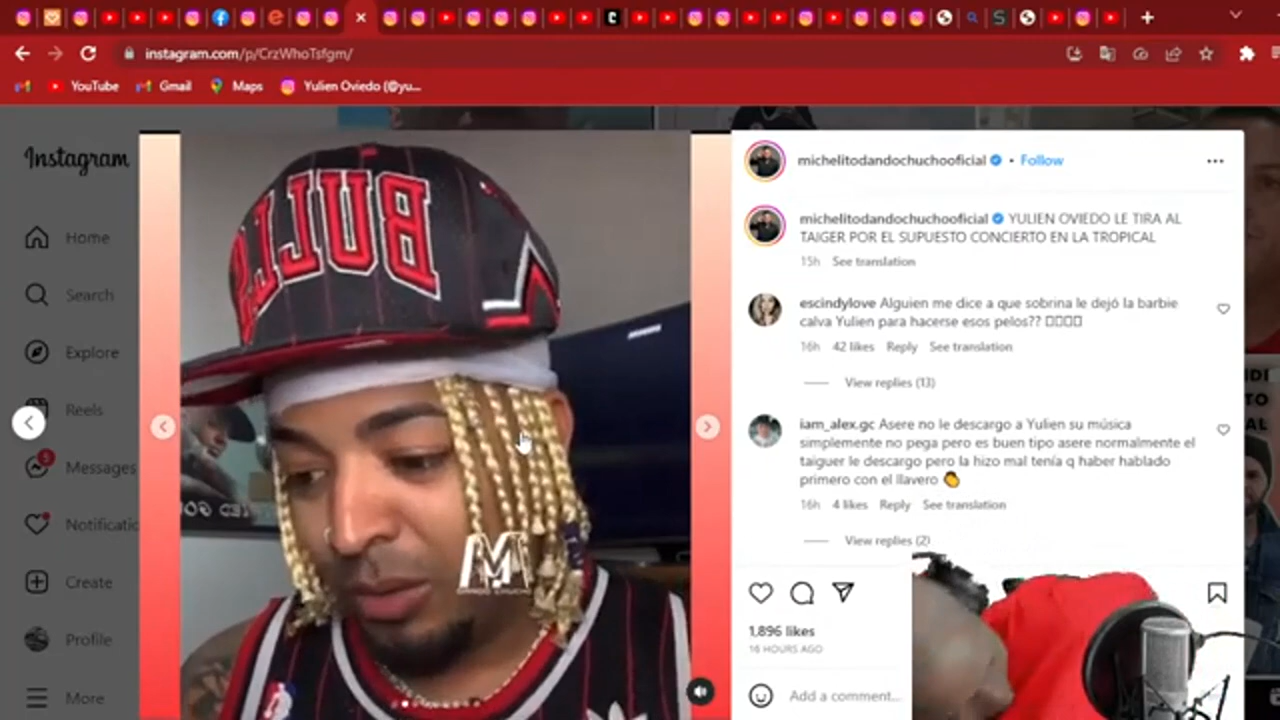 instagram.com/p/CrzWhoTsfgm/
YouTube
Gmail
Maps
Yulien Oviedo (@yu...
Instagram
Home
Search
Explore
Reels
5
Messages
Notificatio
Create
Profile
More
BULLS
M
michelitodandochuchooficial • Follow
michelitodandochuchooficial YULIEN OVIEDO LE TIRA AL
TAIGER POR EL SUPUESTO CONCIERTO EN LA TROPICAL
15h See translation
escindylove Alguien me dice a que sobrina le dejó la barbie
calva Yulien para hacerse esos pelos??
16h 42 likes Reply See translation
View replies (13)
iam_alex.gc Asere no le descargo a Yulien su música
simplemente no pega pero es buen tipo asere normalmente el
taiguer le descargo pero la hizo mal tenía q haber hablado
primero con el llavero 👏
16h 4 likes Reply See translation
View replies (2)
1,896 likes
16 HOURS AGO
Add a comment...